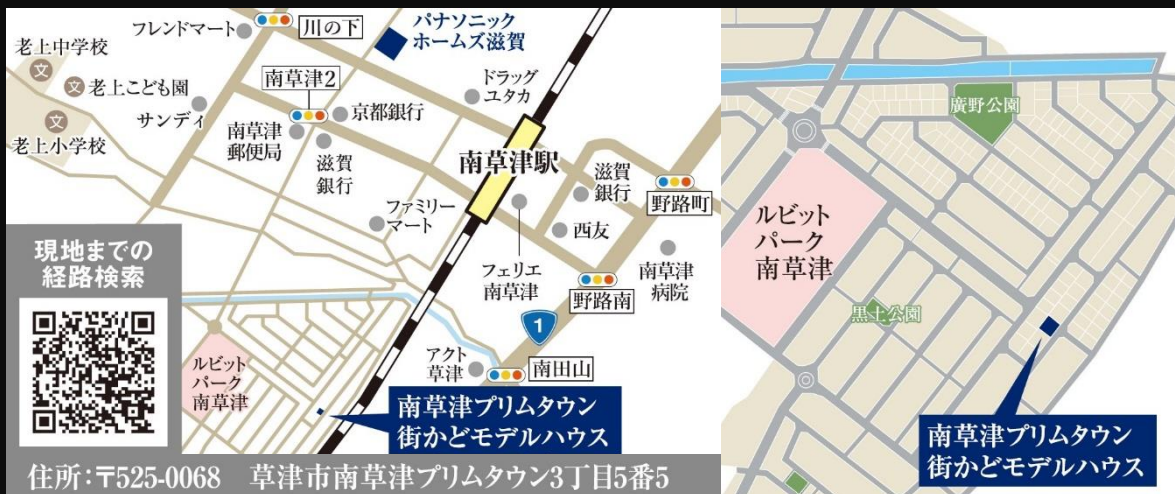 フレンドマート
川の下
パナソニック
ホームズ滋賀
老上中学校
文
文
老上こども園
老上小学校
サンディ
南草津2
京都銀行
南草津
郵便局
滋賀
銀行
ドラッグ
ユタカ
南草津駅
ファミリー
マート
滋賀
銀行
野路町
西友
フェリエ
南草津
野路南
南草津
病院
1
アクト
草津
南田山
現地までの
経路検索
ルビット
パーク
南草津
南草津プリムタウン
街かどモデルハウス
住所:〒525-0068 草津市南草津プリムタウン3丁目5番5
廣野公園
ルビット
パーク
南草津
黒土公園
南草津プリムタウン
街かどモデルハウス